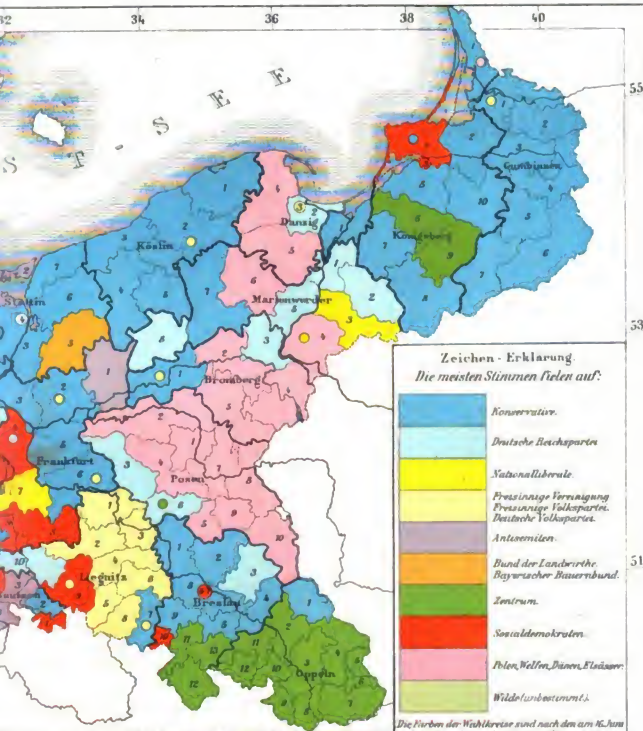 32 34 36 38 40
S T - S E E
55
53
51
Gumbinnen
Danzig
Köslin
Königsberg
Stettin
Marienwerder
Bromberg
Frankfurt
Posen
Liegnitz
Bautzen
Breslau
Oppeln
Zeichen - Erklärung.
Die meisten Stimmen fielen auf:
Konservative.
Deutsche Reichspartei
Nationalliberale.
Freisinnige Vereinigung
Freisinnige Volkspartei.
Deutsche Volkspartei.
Antisemiten.
Bund der Landwirthe.
Bayerischer Bauernbund.
Zentrum.
Sozialdemokraten.
Polen, Welfen, Dänen, Elsässer.
Wilde (unbestimmt).
Die Farben der Wahlkreise sind nach den am 16. Juni